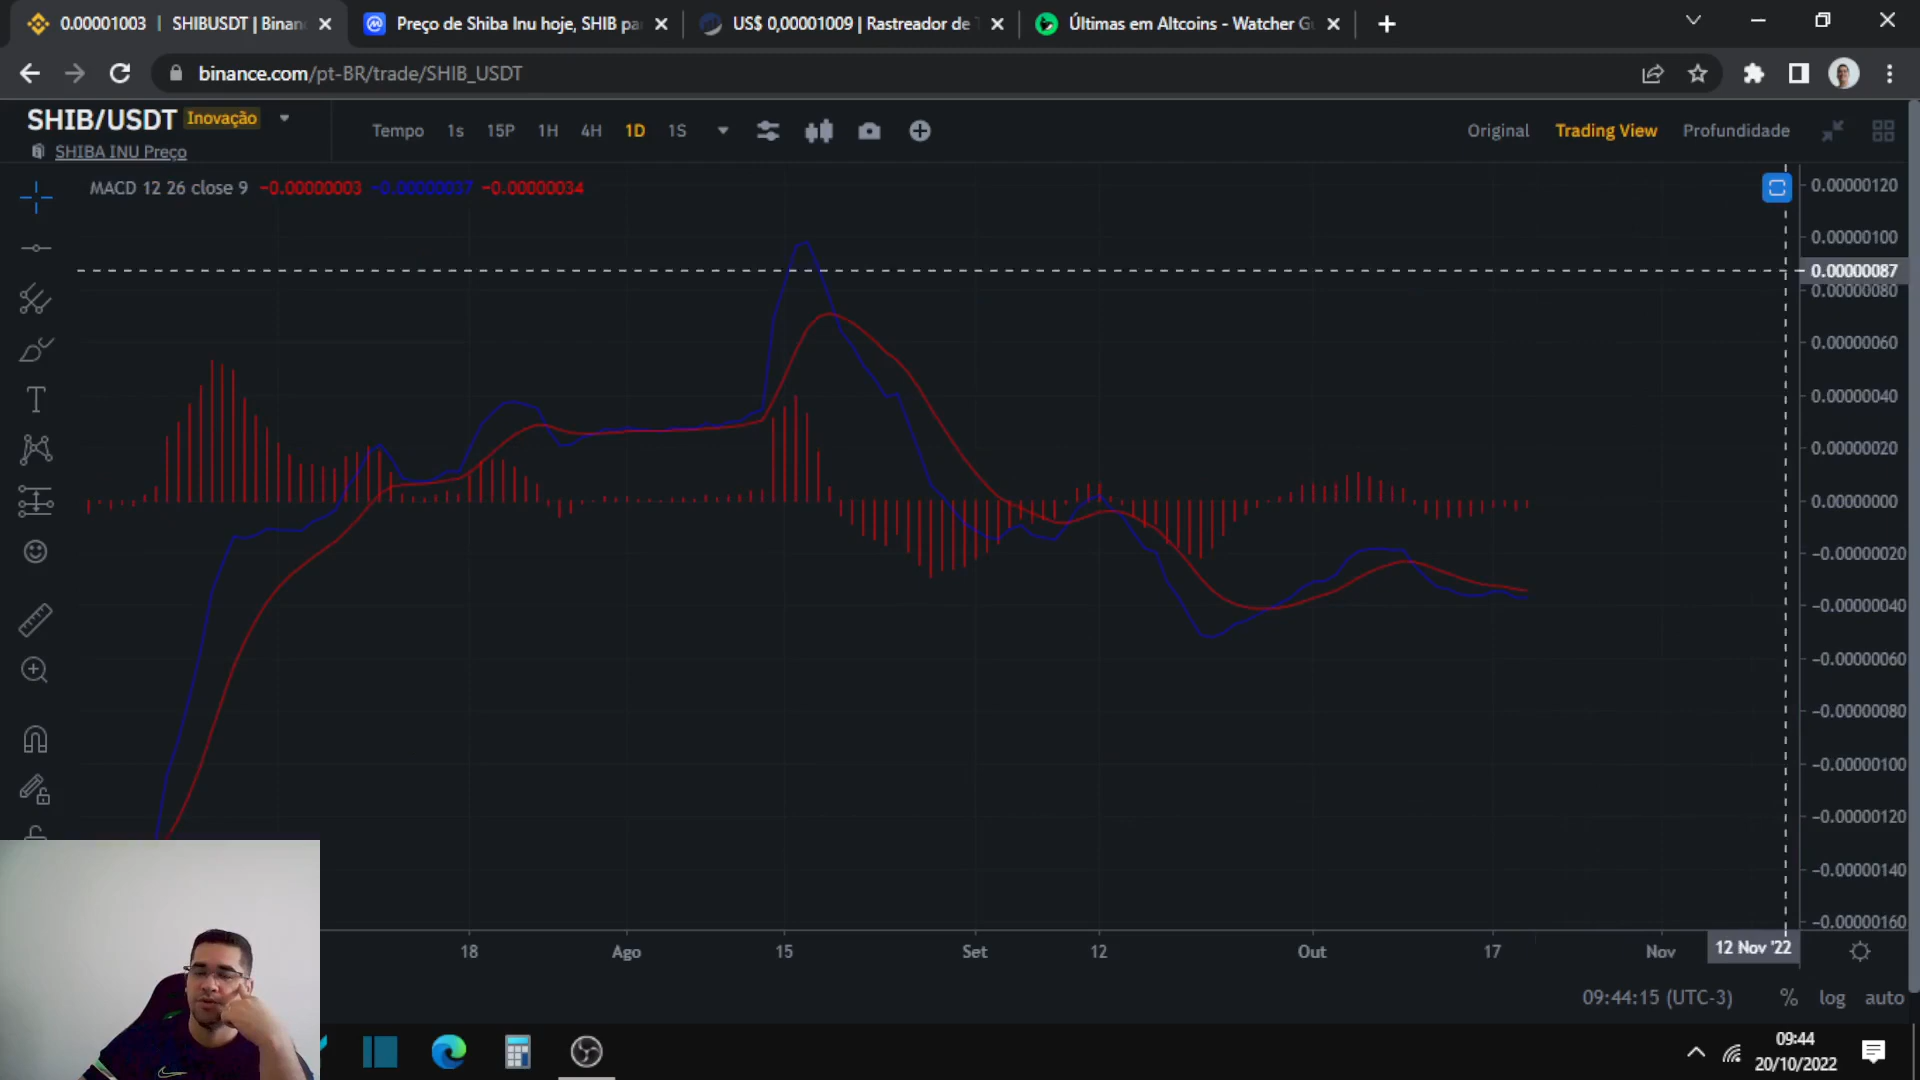 0.00001003 | SHIBUSDT | Binan
Preço de Shiba Inu hoje, SHIB pa
US$ 0,00001009 | Rastreador de
Últimas em Altcoins - Watcher G
binance.com/pt-BR/trade/SHIB_USDT
SHIB/USDT Inovação
SHIBA INU Preço
Tempo 1s 15P 1H 4H 1D 1S
Original Trading View Profundidade
MACD 12 26 close 9 −0.00000003 −0.00000037 −0.00000034
0.00000120
0.00000100
0.00000087
0.00000080
0.00000060
0.00000040
0.00000020
0.00000000
−0.00000020
−0.00000040
−0.00000060
−0.00000080
−0.00000100
−0.00000120
−0.00000140
−0.00000160
18 Ago 15 Set 12 Out 17 Nov 12 Nov '22
09:44:15 (UTC-3) % log auto
09:44
20/10/2022